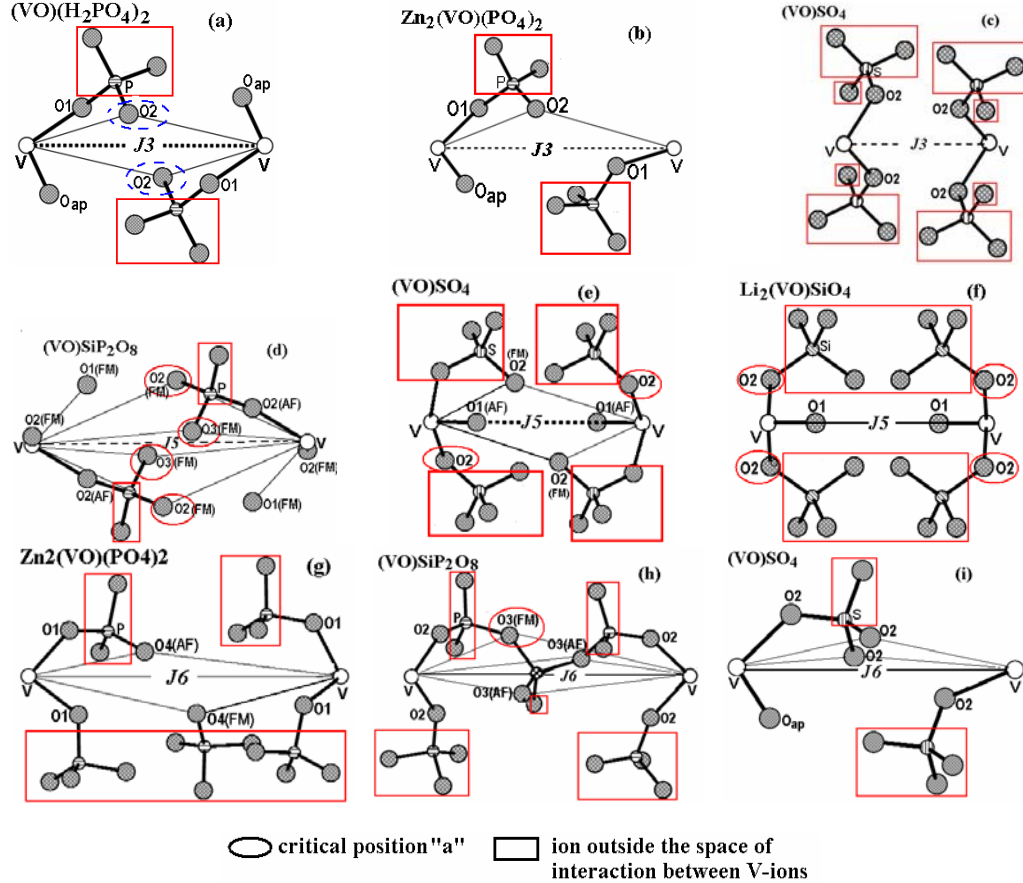 (VO)(H2PO4)2
(a)
P
O1
O2
Oap
V
J3
V
O2
O1
Oap
Zn2(VO)(PO4)2
(b)
P
O1
O2
V
J3
V
Oap
O1
(VO)SO4
(c)
S
O2
O2
V
J3
V
O2
O2
(VO)SiP2O8
(d)
O1(FM)
O2
(FM)
P
O2(AF)
O2(FM)
O3(FM)
V
J5
V
O3(FM)
O2
(FM)
O2(AF)
O2(FM)
O1(FM)
(VO)SO4
(e)
S
(FM)
O2
O2
O1(AF)
O1(AF)
V
J5
V
O2
O2
(FM)
Li2(VO)SiO4
(f)
Si
O2
O2
O1
O1
V
J5
V
O2
O2
Zn2(VO)(PO4)2
(g)
O1
P
O4(AF)
O1
V
J6
V
O1
O4(FM)
O1
(VO)SiP2O8
(h)
P
O2
O3(FM)
O3(AF)
O2
V
J6
V
O3(AF)
O2
O2
(VO)SO4
(i)
O2
S
O2
O2
V
J6
V
Oap
O2
critical position "a"
ion outside the space of
interaction between V-ions